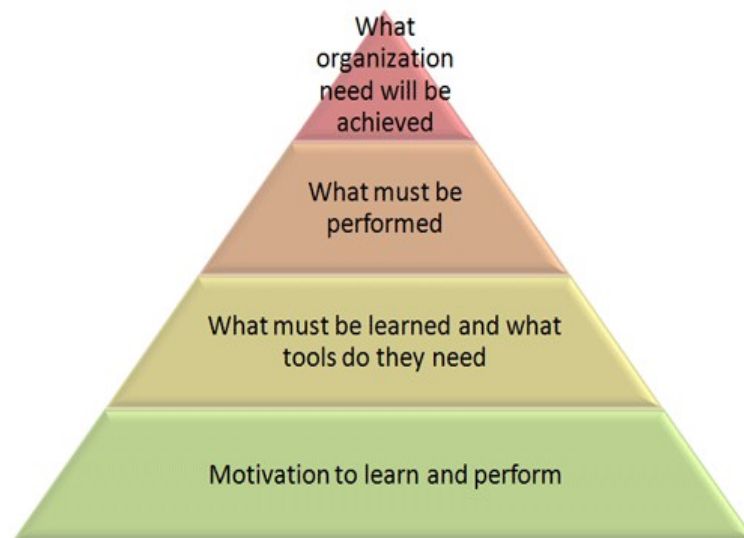 What
organization
need will be
achieved
What must be
performed
What must be learned and what
tools do they need
Motivation to learn and perform